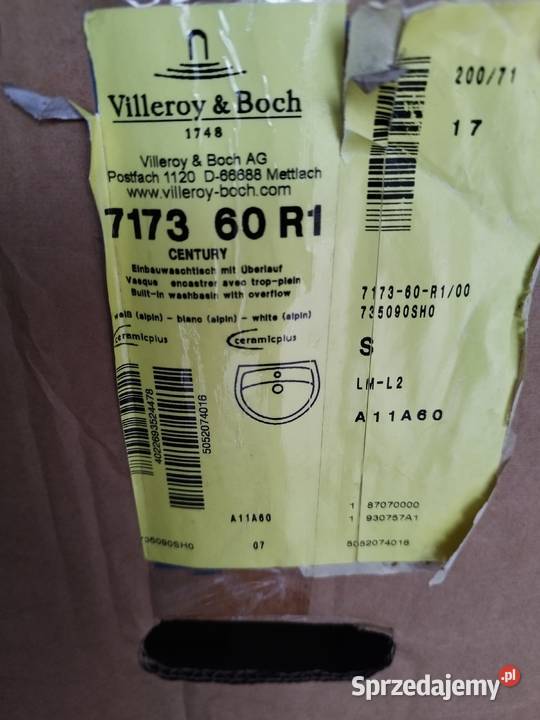 Villeroy & Boch
1748
Villeroy & Boch AG
Postfach 1120 D-66688 Mettlach
www.villeroy-boch.com
7173 60 R1
CENTURY
Einbauwaschtisch mit Überlauf
Vasque encastrer avec trop-plein
Built-in washbasin with overflow
weiß (alpin) - blanc (alpin) - white (alpin)
ceramicplus
ceramicplus
4022693524478
5052074016
A11A60
735090SH0
07
200/71
17
7173-60-R1/00
735090SH0
S
LM-L2
A11A60
1 87070000
1 930757A1
5052074016
Sprzedajemy.pl